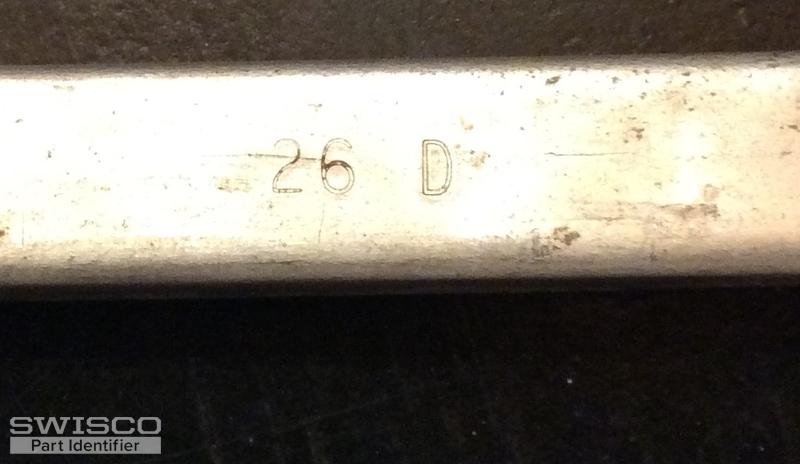 26 D
SWISCO
Part Identifier